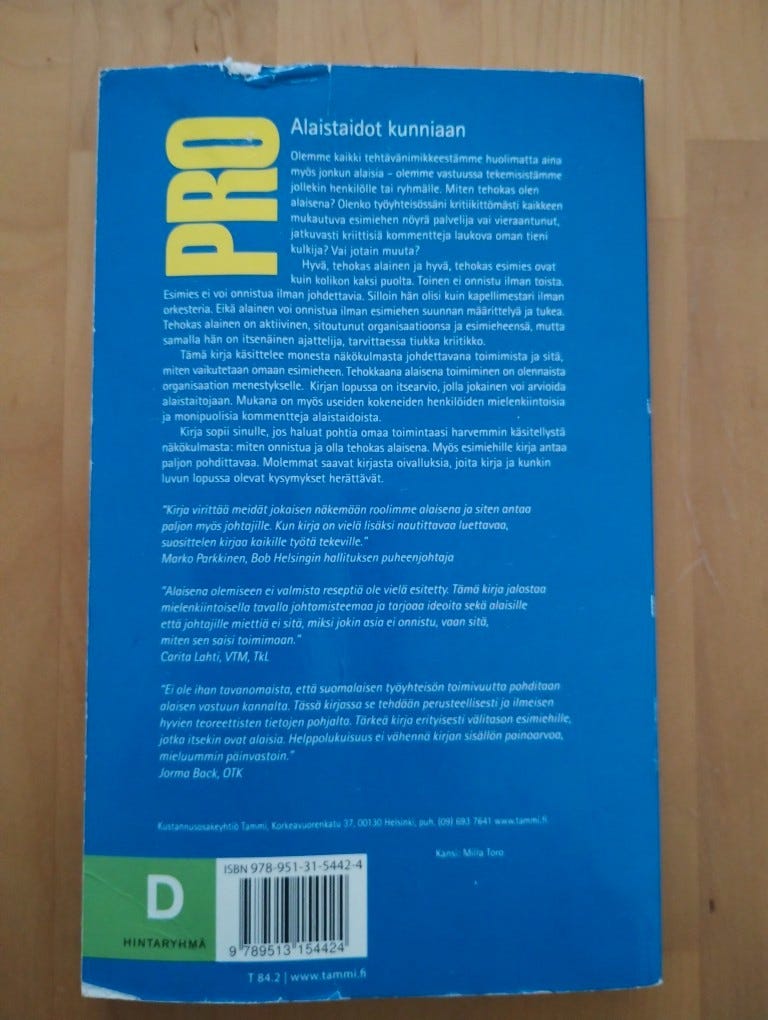 PRO
Alaistaidot kunniaan
Olemme kaikki tehtävänimikkeestämme huolimatta aina
myös jonkun alaisia – olemme vastuussa tekemisistämme
jollekin henkilölle tai ryhmälle. Miten tehokas olen
alaisena? Olenko työyhteisössäni kritiikittömästi kaikkeen
mukautuva esimiehen nöyrä palvelija vai vieraantunut,
jatkuvasti kriittisiä kommentteja laukova oman tieni
kulkija? Vai jotain muuta?
Hyvä, tehokas alainen ja hyvä, tehokas esimies ovat
kuin kolikon kaksi puolta. Toinen ei onnistu ilman toista.
Esimies ei voi onnistua ilman johdettavia. Silloin hän olisi kuin kapellimestari ilman
orkesteria. Eikä alainen voi onnistua ilman esimiehen suunnan määrittelyä ja tukea.
Tehokas alainen on aktiivinen, sitoutunut organisaatioonsa ja esimieheensä, mutta
samalla hän on itsenäinen ajattelija, tarvittaessa tiukka kriitikko.
Tämä kirja käsittelee monesta näkökulmasta johdettavana toimimista ja sitä,
miten vaikutetaan omaan esimieheen. Tehokkaana alaisena toimiminen on olennaista
organisaation menestykselle. Kirjan lopussa on itsearvio, jolla jokainen voi arvioida
alaistaitojaan. Mukana on myös useiden kokeneiden henkilöiden mielenkiintoisia
ja monipuolisia kommentteja alaistaidoista.
Kirja sopii sinulle, jos haluat pohtia omaa toimintaasi harvemmin käsitellystä
näkökulmasta: miten onnistua ja olla tehokas alaisena. Myös esimiehille kirja antaa
paljon pohdittavaa. Molemmat saavat kirjasta oivalluksia, joita kirja ja kunkin
luvun lopussa olevat kysymykset herättävät.
"Kirja virittää meidät jokaisen näkemään roolimme alaisena ja siten antaa
paljon myös johtajille. Kun kirja on vielä lisäksi nautittavaa luettavaa,
suosittelen kirjaa kaikille työtä tekeville."
Marko Parkkinen, Bob Helsingin hallituksen puheenjohtaja
"Alaisena olemiseen ei valmista reseptiä ole vielä esitetty. Tämä kirja jalostaa
mielenkiintoisella tavalla johtamisteemaa ja tarjoaa ideoita sekä alaisille
että johtajille miettiä ei sitä, miksi jokin asia ei onnistu, vaan sitä,
miten sen saisi toimimaan."
Carita Lahti, VTM, TkL
"Ei ole ihan tavanomaista, että suomalaisen työyhteisön toimivuutta pohditaan
alaisen vastuun kannalta. Tässä kirjassa se tehdään perusteellisesti ja ilmeisen
hyvien teoreettisten tietojen pohjalta. Tärkeä kirja erityisesti välitason esimiehille,
jotka itsekin ovat alaisia. Helppolukuisuus ei vähennä kirjan sisällön painoarvoa,
mieluummin päinvastoin."
Jorma Back, OTK
Kustannusosakeyhtiö Tammi, Korkeavuorenkatu 37, 00130 Helsinki, puh. (09) 693 7641 www.tammi.fi
Kansi: Milla Toro
D
HINTARYHMÄ
ISBN 978-951-31-5442-4
9 789513 154424
T 84.2 | www.tammi.fi